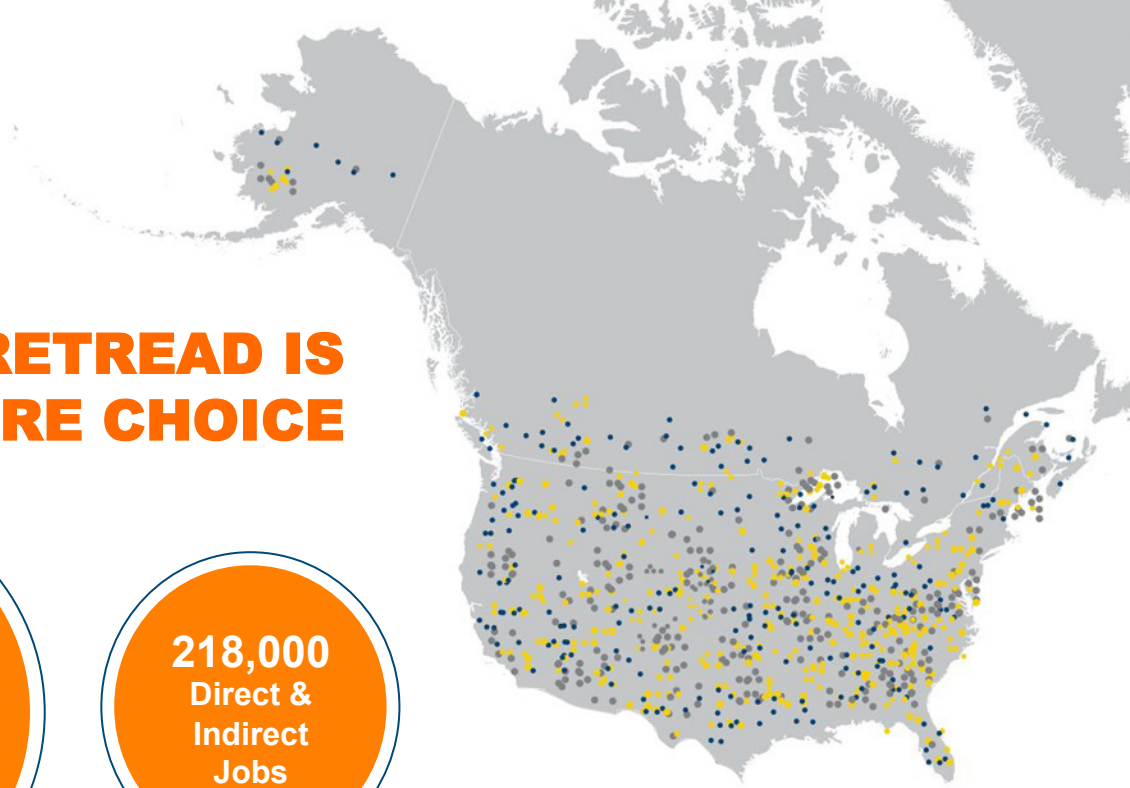 RETREAD IS
RE CHOICE
218,000
Direct &
Indirect
Jobs